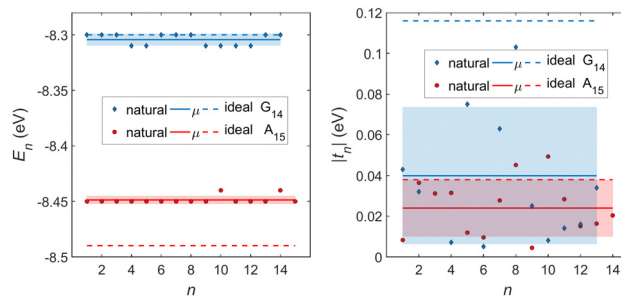 -8.3
-8.35
-8.4
-8.45
-8.5
E_n (eV)
2 4 6 8 10 12 14
n
natural μ ideal G_14
natural μ ideal A_15
0.12
0.1
0.08
0.06
0.04
0.02
0
|t_n| (eV)
2 4 6 8 10 12 14
n
natural μ ideal G_14
natural μ ideal A_15